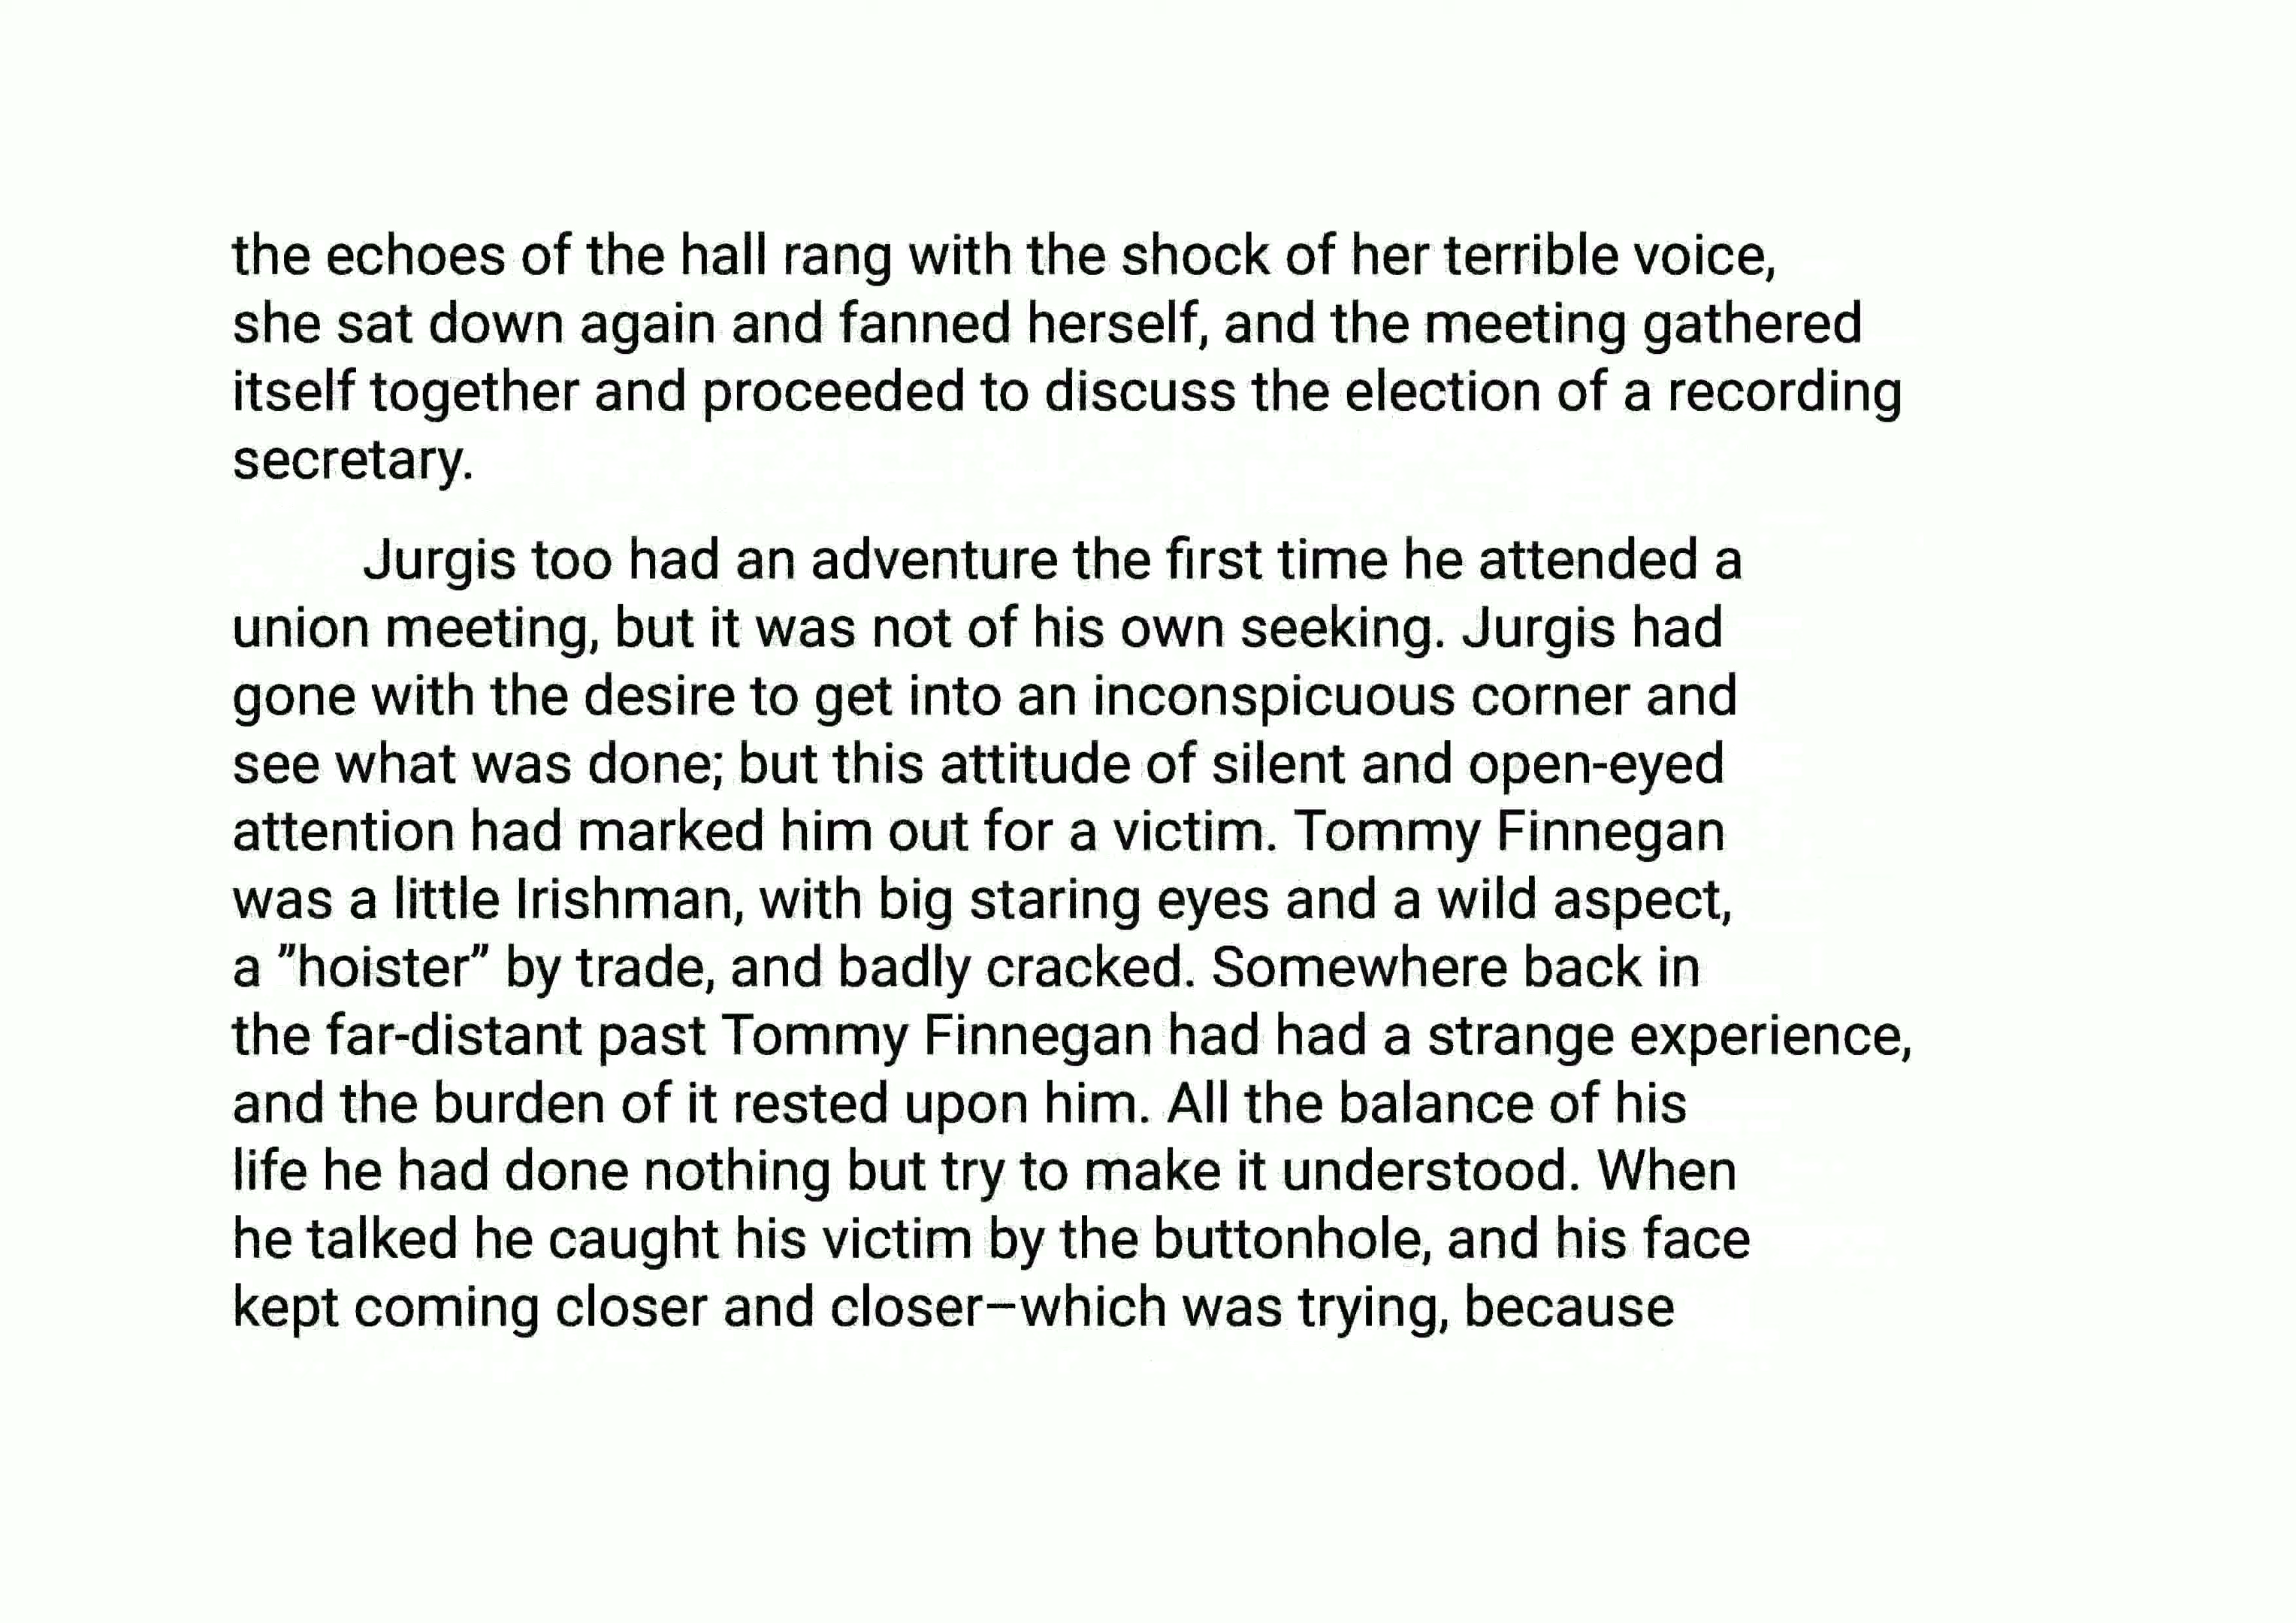 the echoes of the hall rang with the shock of her terrible voice,
she sat down again and fanned herself, and the meeting gathered
itself together and proceeded to discuss the election of a recording
secretary.
Jurgis too had an adventure the first time he attended a
union meeting, but it was not of his own seeking. Jurgis had
gone with the desire to get into an inconspicuous corner and
see what was done; but this attitude of silent and open-eyed
attention had marked him out for a victim. Tommy Finnegan
was a little Irishman, with big staring eyes and a wild aspect,
a ”hoister” by trade, and badly cracked. Somewhere back in
the far-distant past Tommy Finnegan had had a strange experience,
and the burden of it rested upon him. All the balance of his
life he had done nothing but try to make it understood. When
he talked he caught his victim by the buttonhole, and his face
kept coming closer and closer–which was trying, because